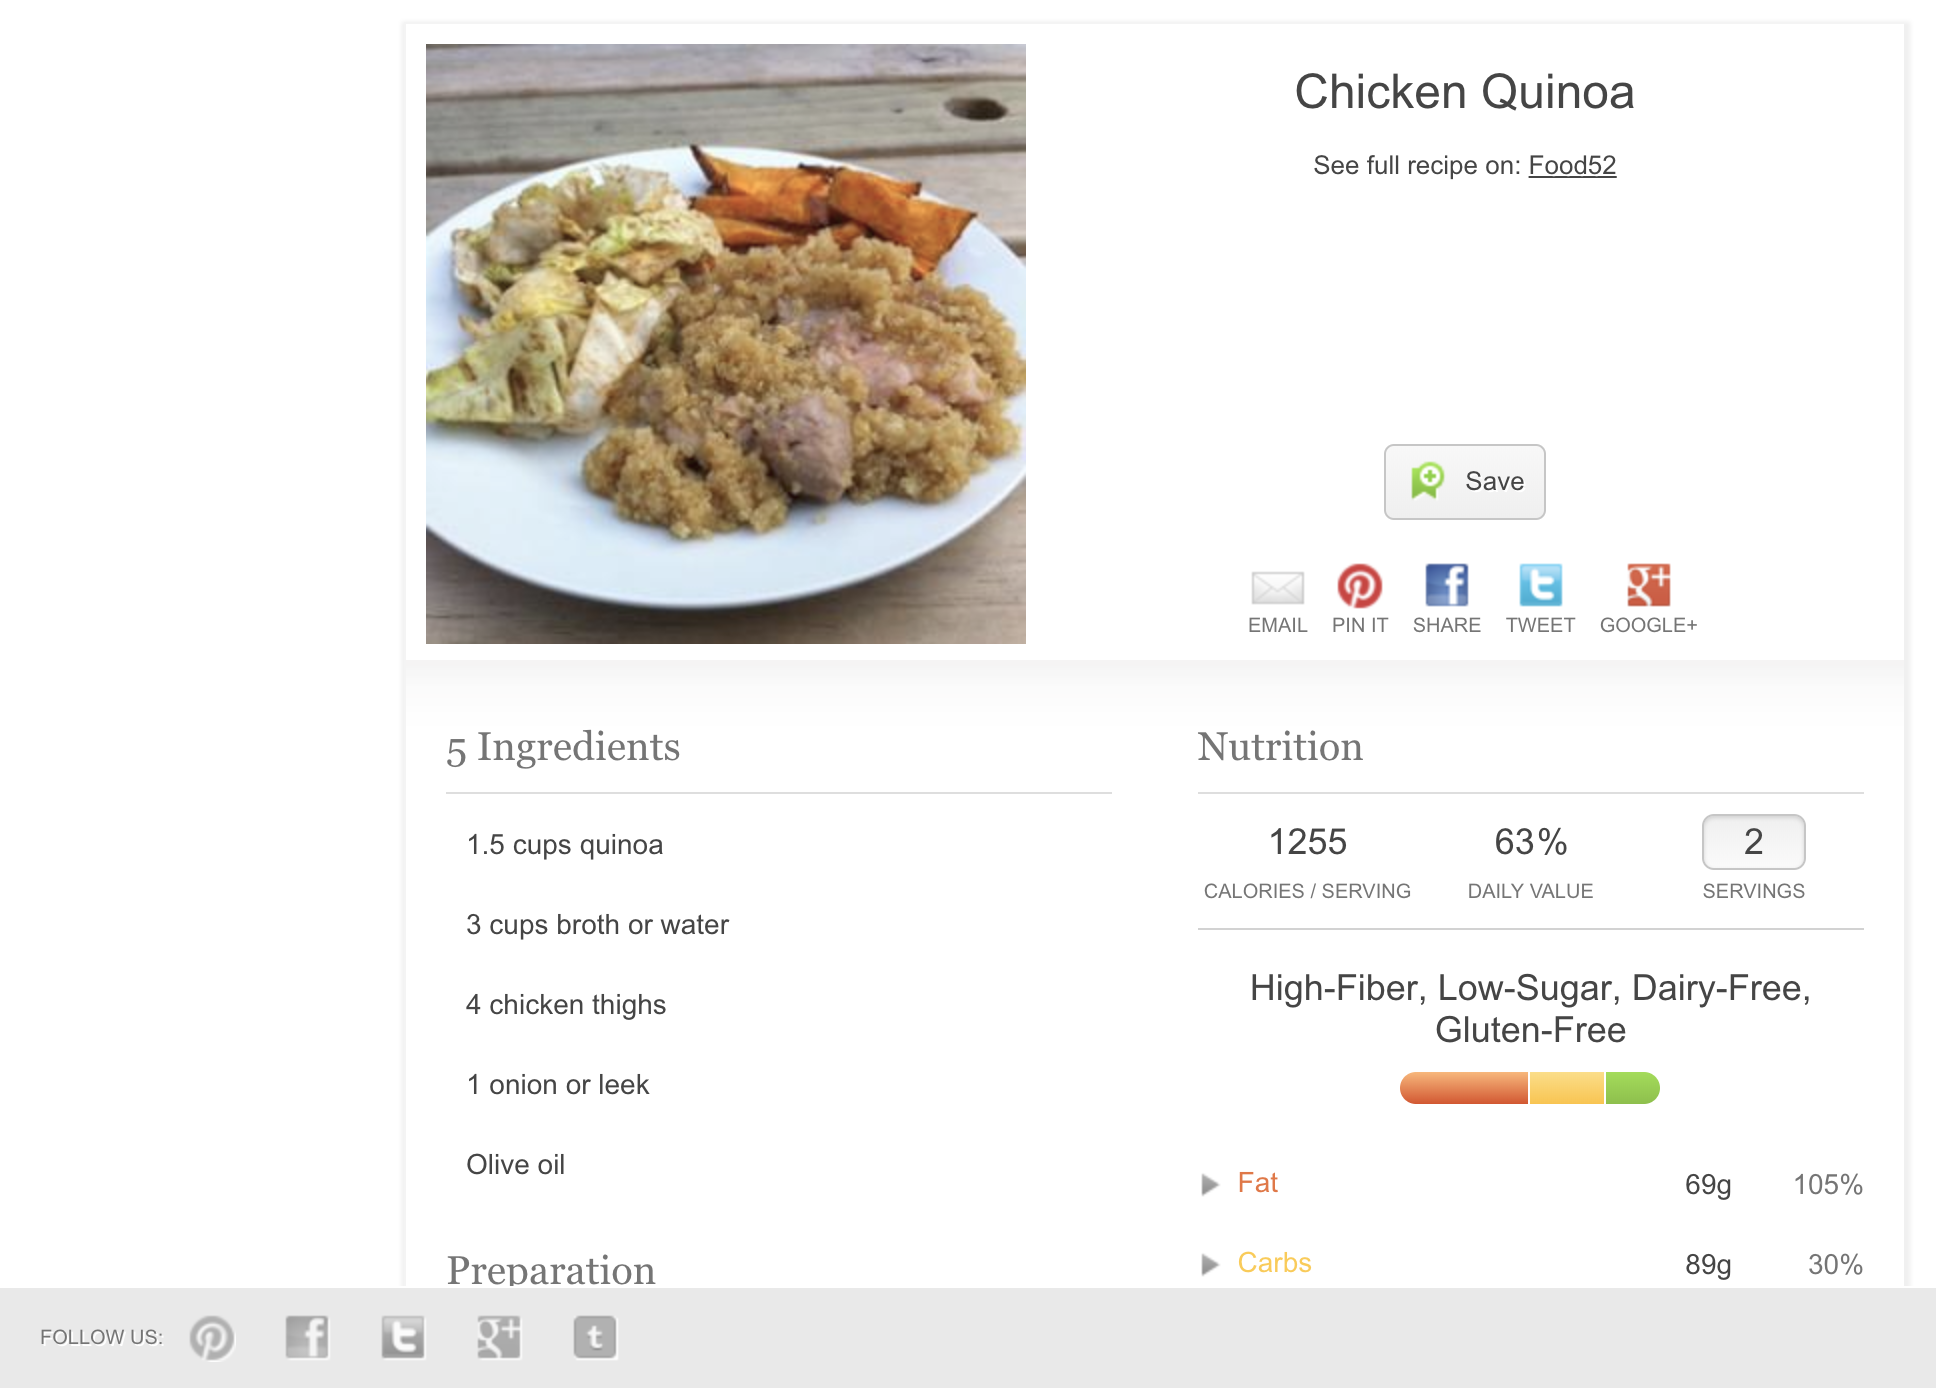 Chicken Quinoa
See full recipe on: Food52
Save
EMAIL PIN IT SHARE TWEET GOOGLE+
5 Ingredients
1.5 cups quinoa
3 cups broth or water
4 chicken thighs
1 onion or leek
Olive oil
Preparation
Nutrition
1255 63% 2
CALORIES / SERVING DAILY VALUE SERVINGS
High-Fiber, Low-Sugar, Dairy-Free,
Gluten-Free
Fat 69g 105%
Carbs 89g 30%
FOLLOW US: